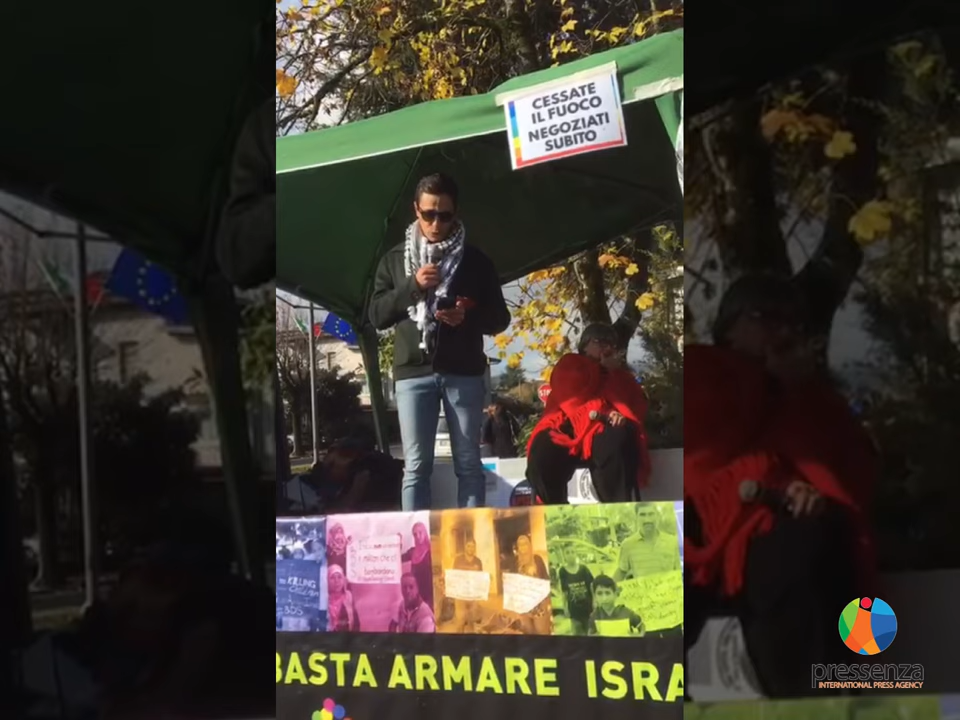 CESSATE
IL FUOCO
NEGOZIATI
SUBITO
KILLING
BASTA ARMARE ISRA
pressenza
INTERNATIONAL PRESS AGENCY